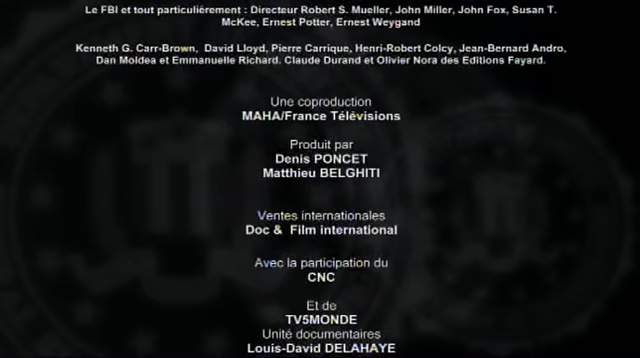 Le FBI et tout particulièrement : Directeur Robert S. Mueller, John Miller, John Fox, Susan T.
McKee, Ernest Potter, Ernest Weygand
Kenneth G. Carr-Brown, David Lloyd, Pierre Carrique, Henri-Robert Colcy, Jean-Bernard Andro,
Dan Moldea et Emmanuelle Richard. Claude Durand et Olivier Nora des Editions Fayard.
Une coproduction
MAHA/France Télévisions
Produit par
Denis PONCET
Matthieu BELGHITI
Ventes internationales
Doc & Film international
Avec la participation du
CNC
Et de
TV5MONDE
Unité documentaires
Louis-David DELAHAYE